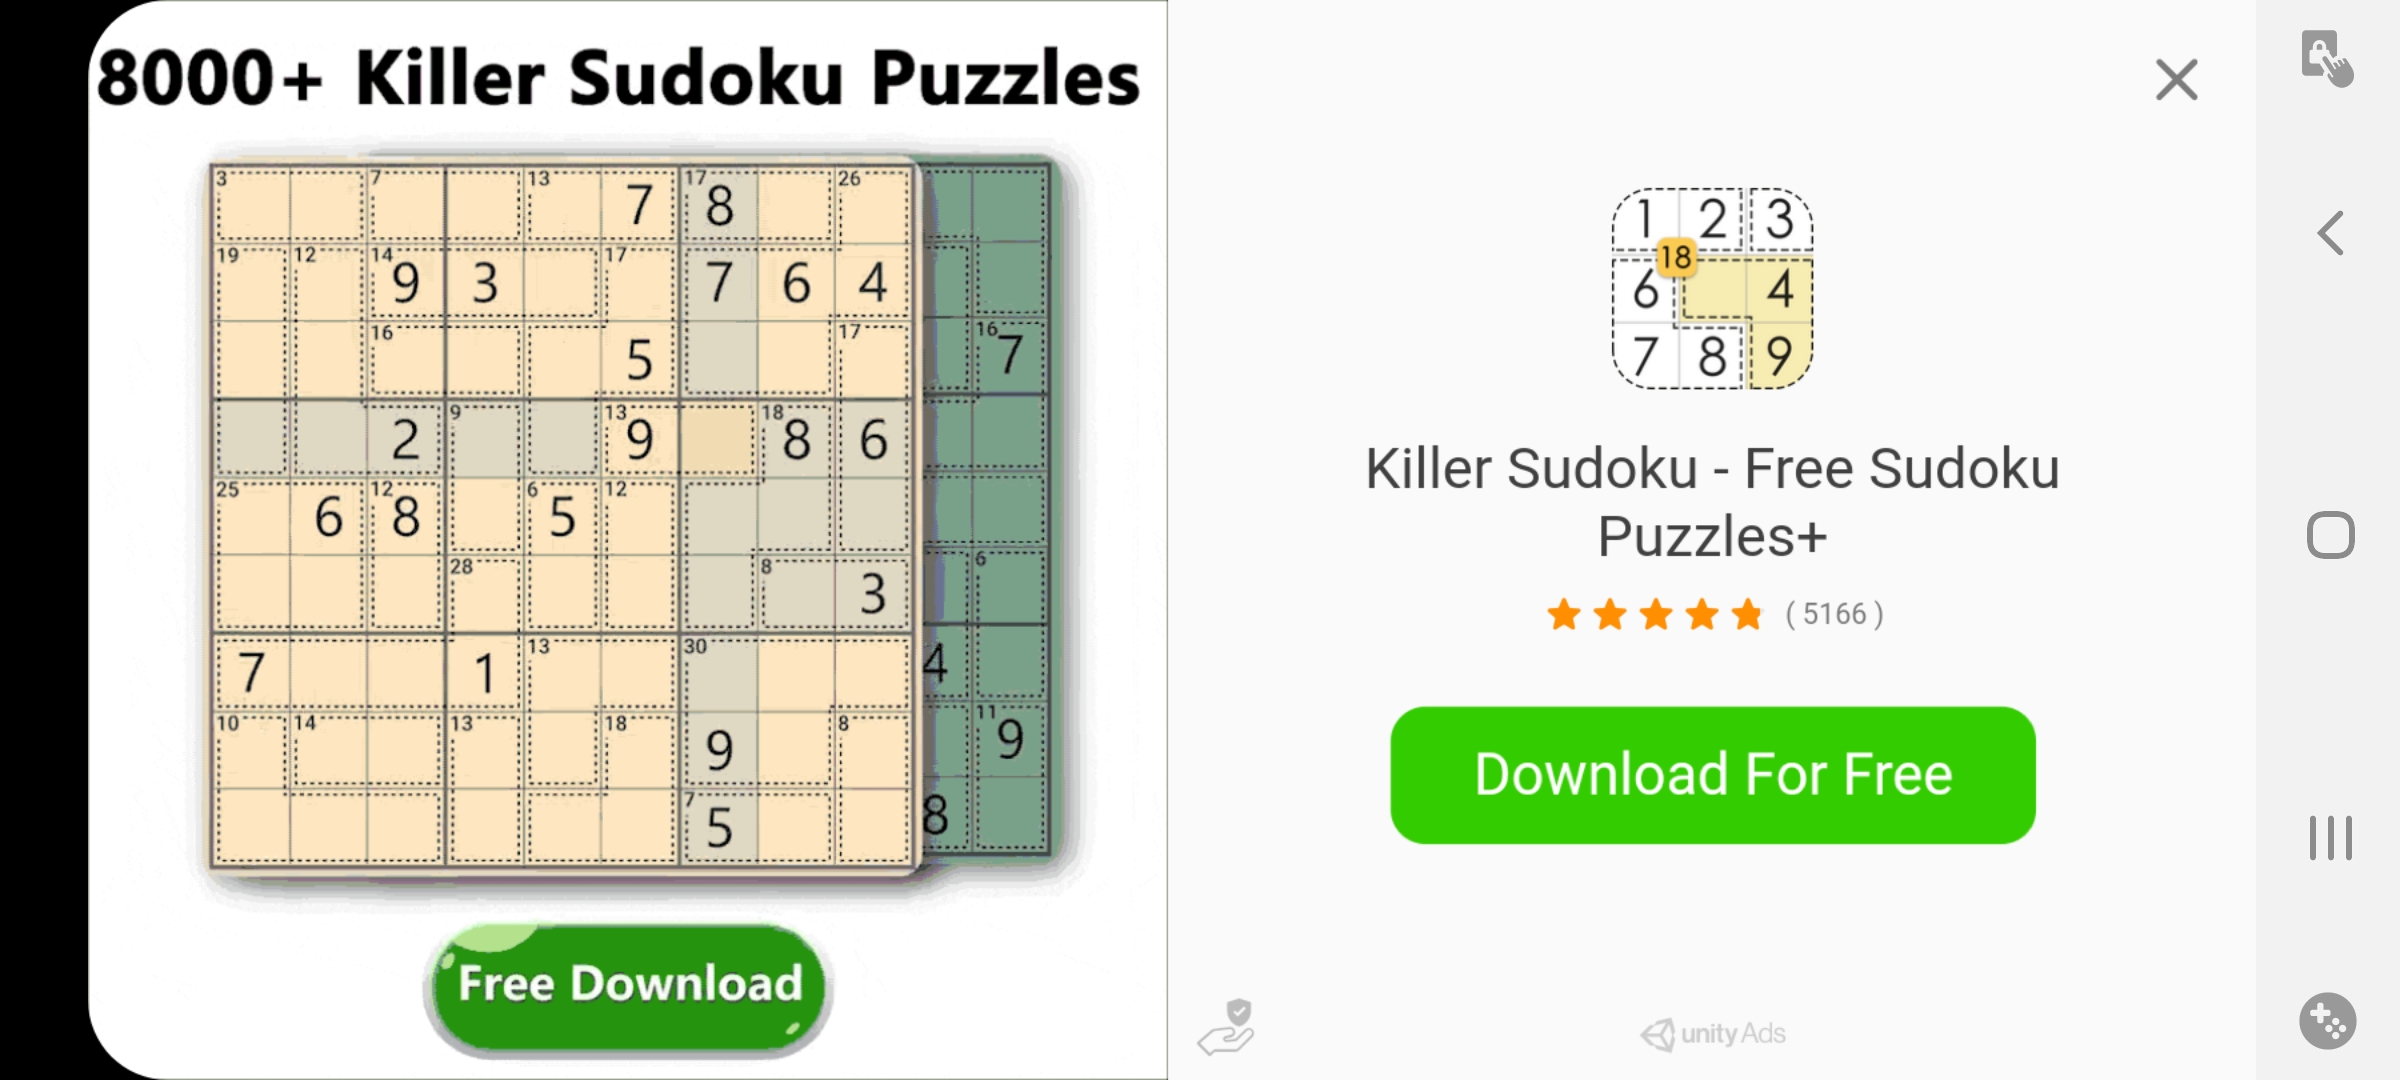 8000+ Killer Sudoku Puzzles
3 7 13 7 17 8 26
19 12 14 9 3 17 7 6 4
16 5 17 16 7
2 9 13 9 18 8 6
25 6 12 8 6 5 12
28 8 3 6
7 1 13 30 4
10 14 13 18 9 8 11 9
7 5 8
Free Download
1 2 3
18
6 4
7 8 9
Killer Sudoku - Free Sudoku
Puzzles+
( 5166 )
Download For Free
unityAds